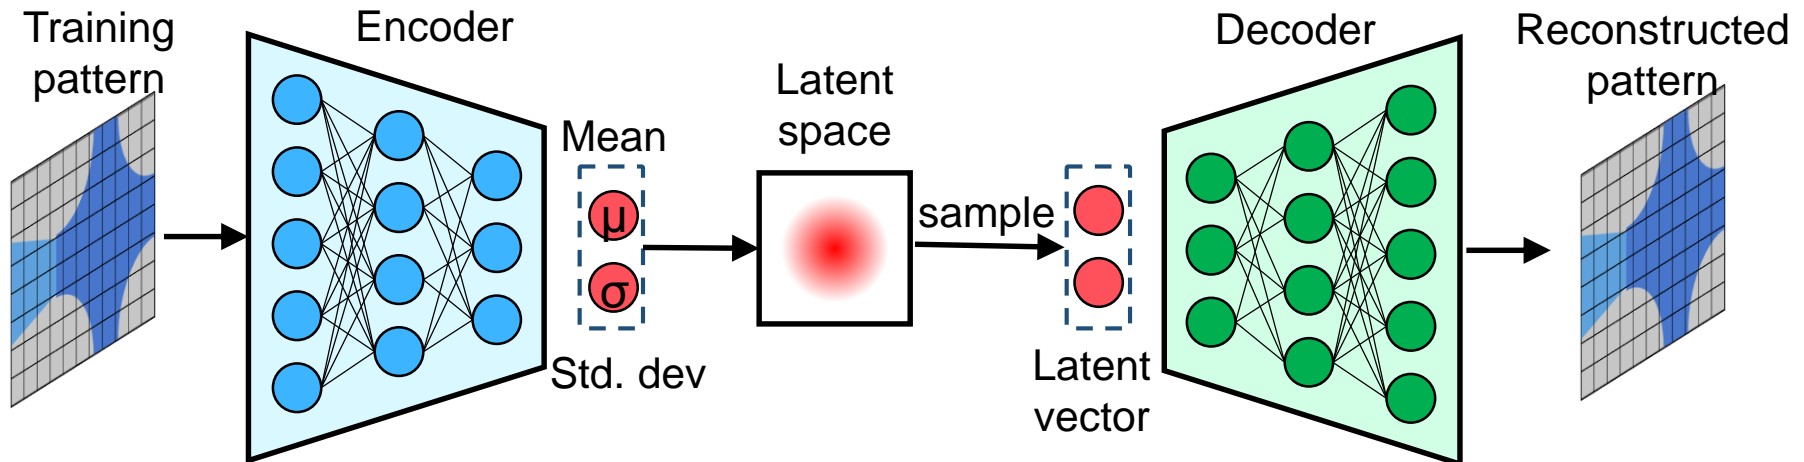 Training
pattern
Encoder
Mean
μ
σ
Std. dev
Latent
space
sample
Latent
vector
Decoder
Reconstructed
pattern